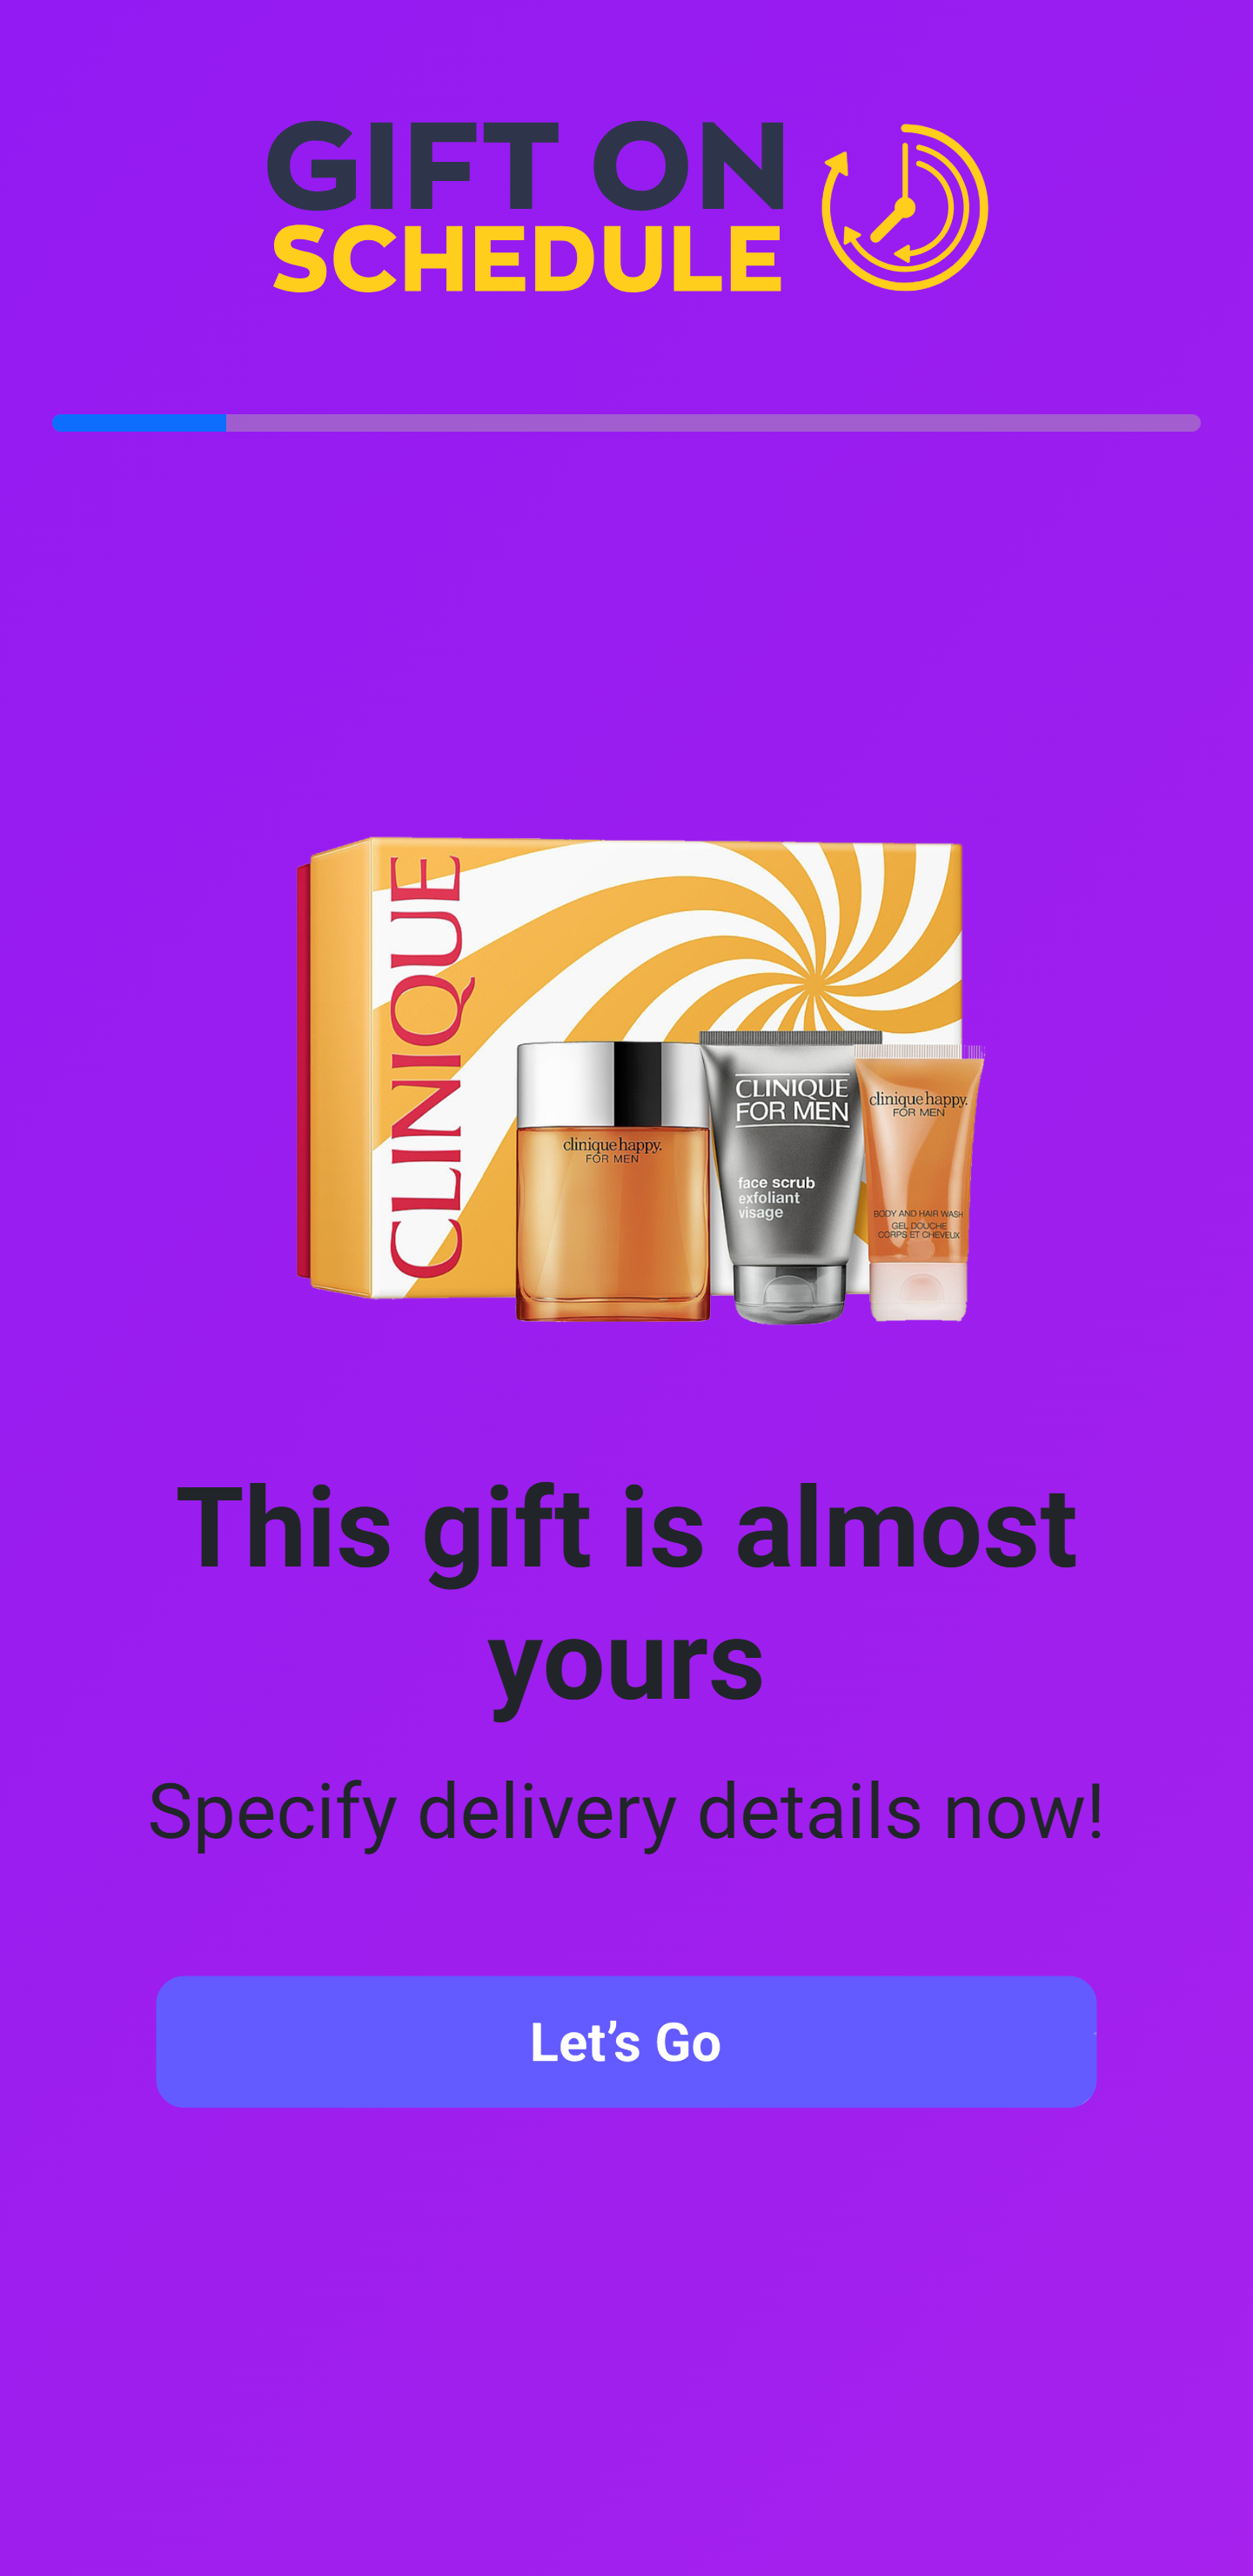 GIFT ON
SCHEDULE
CLINIQUE
clinique happy.
FOR MEN
CLINIQUE
FOR MEN
face scrub
exfoliant
visage
clinique happy.
FOR MEN
BODY AND HAIR WASH
GEL DOUCHE
CORPS ET CHEVEUX
This gift is almost
yours
Specify delivery details now!
Let’s Go